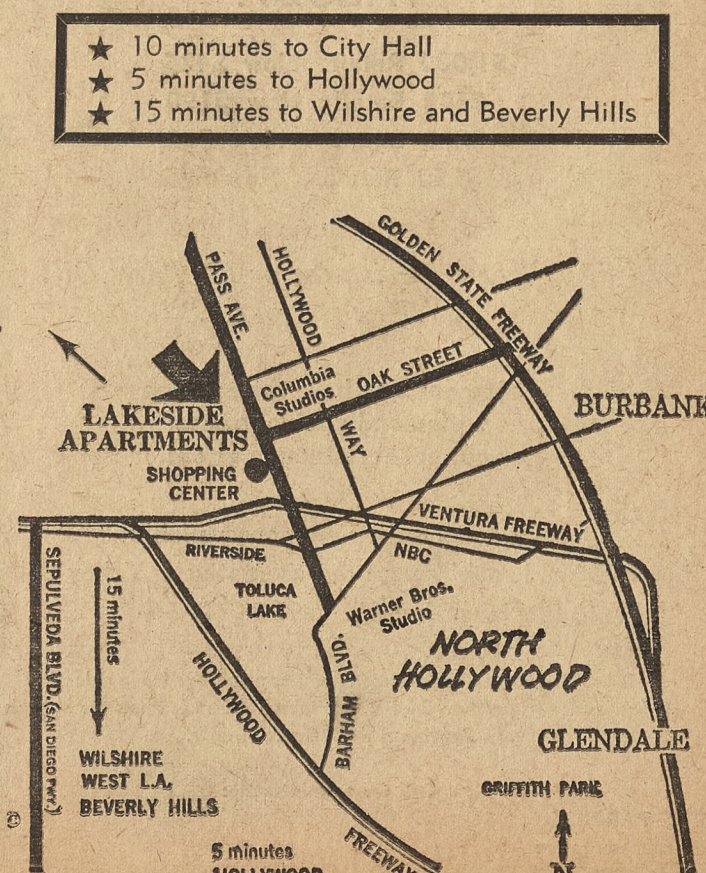 ★ 10 minutes to City Hall
★ 5 minutes to Hollywood
★ 15 minutes to Wilshire and Beverly Hills
GOLDEN STATE FREEWAY
PASS AVE.
HOLLYWOOD
WAY
Columbia
Studios
OAK STREET
BURBANK
LAKESIDE
APARTMENTS
SHOPPING
CENTER
VENTURA FREEWAY
RIVERSIDE
NBC
SEPULVEDA BLVD. (SAN DIEGO FWY.)
15 minutes
TOLUCA
LAKE
Warner Bros.
Studio
NORTH
HOLLYWOOD
HOLLYWOOD
FREEWAY
BARHAM BLVD.
GLENDALE
WILSHIRE
WEST L.A.
BEVERLY HILLS
GRIFFITH PARK
©
5 minutes
HOLLYWOOD
N